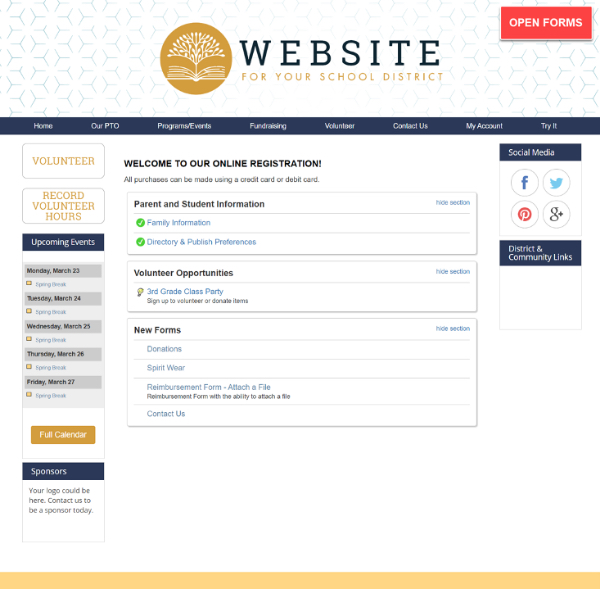 OPEN FORMS
WEBSITE
FOR YOUR SCHOOL DISTRICT
Home Our PTO Programs/Events Fundraising Volunteer Contact Us My Account Try It
VOLUNTEER
RECORD
VOLUNTEER
HOURS
Upcoming Events
Monday, March 23
Spring Break
Tuesday, March 24
Spring Break
Wednesday, March 25
Spring Break
Thursday, March 26
Spring Break
Friday, March 27
Spring Break
Full Calendar
Sponsors
Your logo could be
here. Contact us to
be a sponsor today.
WELCOME TO OUR ONLINE REGISTRATION!
All purchases can be made using a credit card or debit card.
Parent and Student Information hide section
Family Information
Directory & Publish Preferences
Volunteer Opportunities hide section
3rd Grade Class Party
Sign up to volunteer or donate items
New Forms hide section
Donations
Spirit Wear
Reimbursement Form - Attach a File
Reimbursement Form with the ability to attach a file
Contact Us
Social Media
District &
Community Links